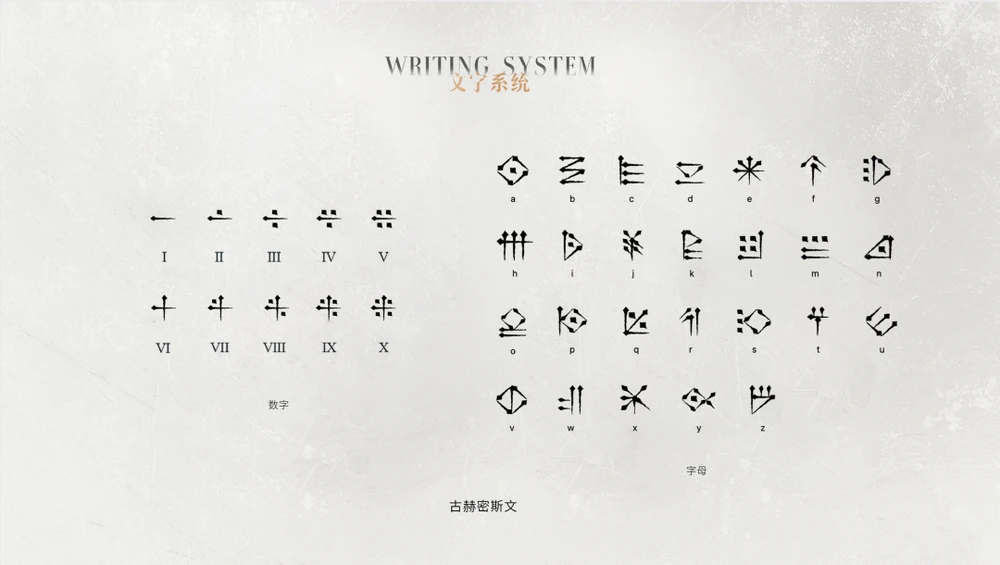 WRITING SYSTEM
文字系统
I II III IV V
VI VII VIII IX X
数字
a b c d e f g
h i j k l m n
o p q r s t u
v w x y z
字母
古赫密斯文